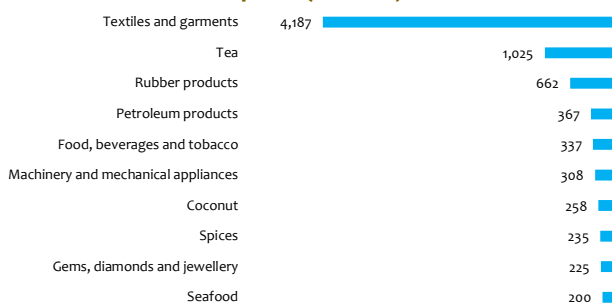 Textiles and garments 4,187
Tea 1,025
Rubber products 662
Petroleum products 367
Food, beverages and tobacco 337
Machinery and mechanical appliances 308
Coconut 258
Spices 235
Gems, diamonds and jewellery 225
Seafood 200